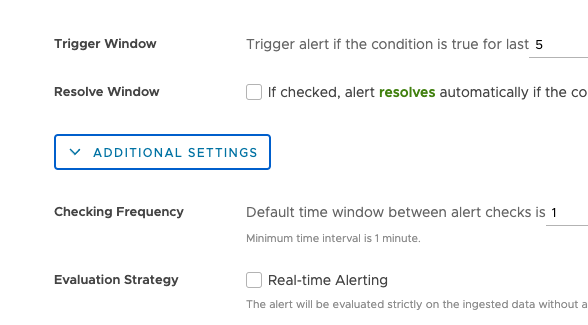 Trigger Window Trigger alert if the condition is true for last 5
Resolve Window If checked, alert resolves automatically if the co
ADDITIONAL SETTINGS
Checking Frequency Default time window between alert checks is 1
Minimum time interval is 1 minute.
Evaluation Strategy Real-time Alerting
The alert will be evaluated strictly on the ingested data without a